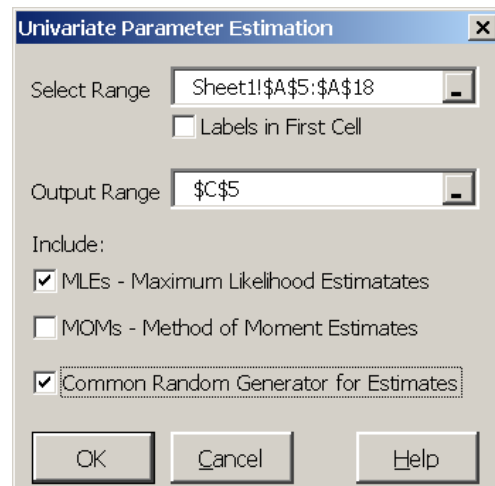 Univariate Parameter Estimation
Select Range Sheet1!$A$5:$A$18
Labels in First Cell
Output Range $C$5
Include:
MLEs - Maximum Likelihood Estimatates
MOMs - Method of Moment Estimates
Common Random Generator for Estimates
OK Cancel Help